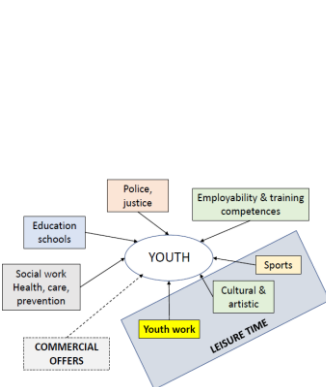 Police,
justice
Employability & training
competences
Education
schools
YOUTH
Sports
Social work
Health, care,
prevention
Cultural &
artistic
Youth work
LEISURE TIME
COMMERCIAL
OFFERS